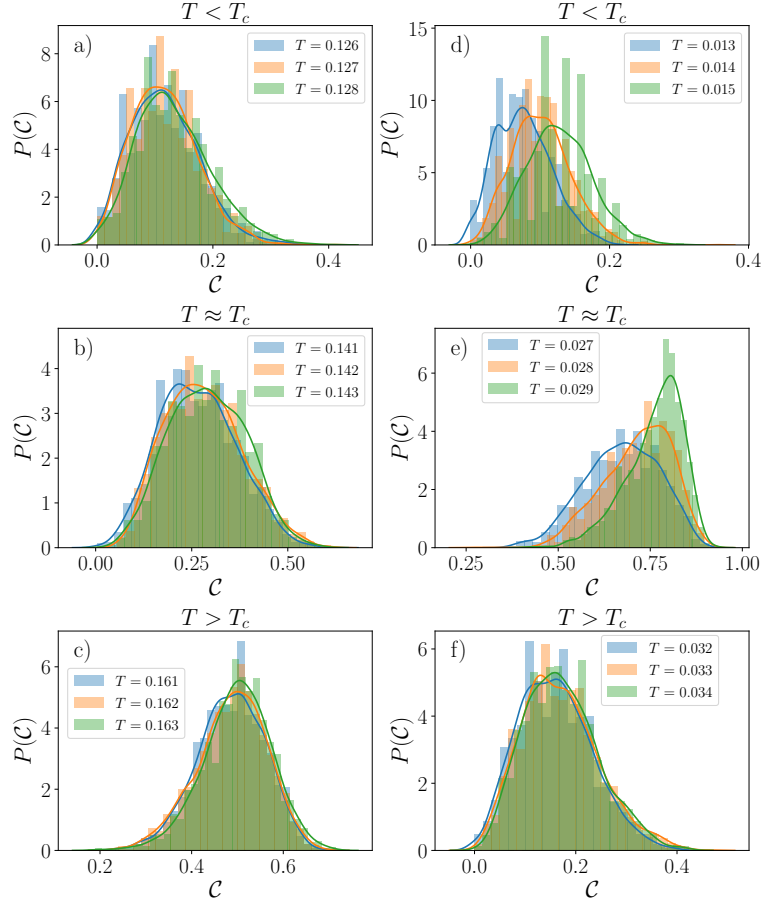 T < T_c
a)
T = 0.126
T = 0.127
T = 0.128
P(𝒞)
8
6
4
2
0
0.0 0.2 0.4
𝒞
T < T_c
d)
T = 0.013
T = 0.014
T = 0.015
P(𝒞)
15
10
5
0
0.0 0.2 0.4
𝒞
T ≈ T_c
b)
T = 0.141
T = 0.142
T = 0.143
P(𝒞)
4
3
2
1
0
0.00 0.25 0.50
𝒞
T ≈ T_c
e)
T = 0.027
T = 0.028
T = 0.029
P(𝒞)
6
4
2
0
0.25 0.50 0.75 1.00
𝒞
T > T_c
c)
T = 0.161
T = 0.162
T = 0.163
P(𝒞)
6
4
2
0
0.2 0.4 0.6
𝒞
T > T_c
f)
T = 0.032
T = 0.033
T = 0.034
P(𝒞)
6
4
2
0
0.0 0.2 0.4
𝒞